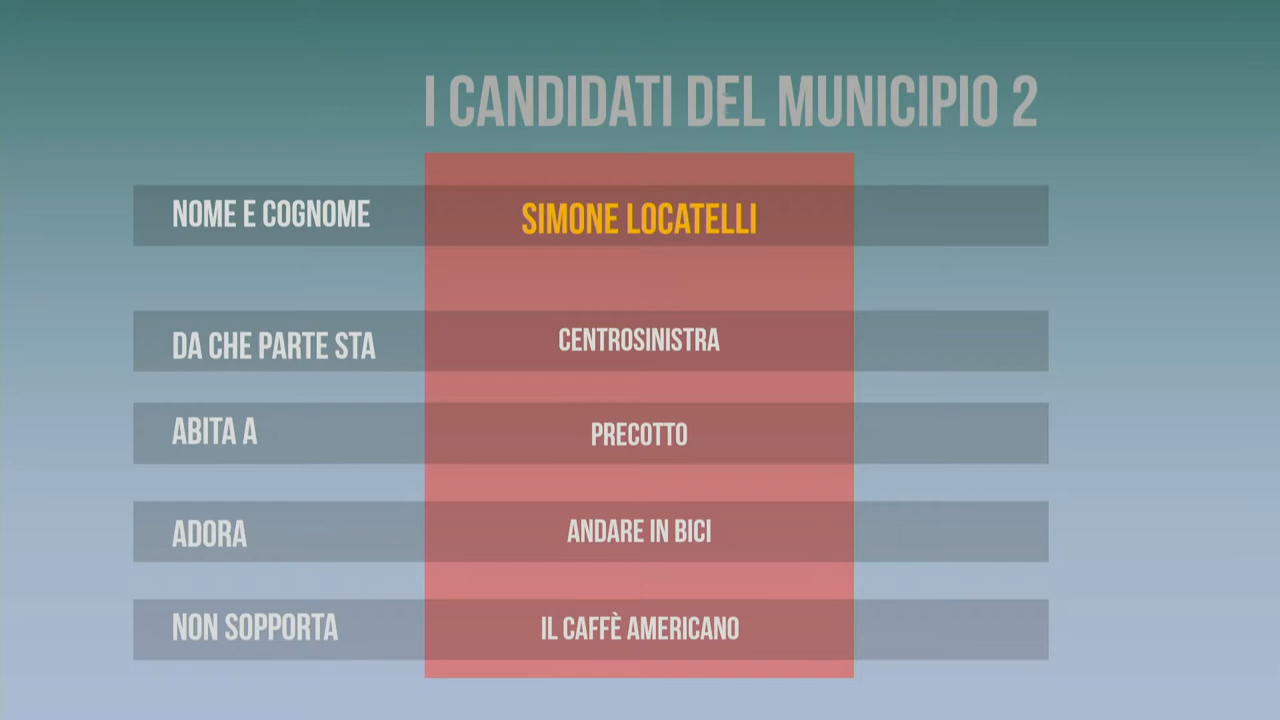 I CANDIDATI DEL MUNICIPIO 2
NOME E COGNOME SIMONE LOCATELLI
DA CHE PARTE STA CENTROSINISTRA
ABITA A PRECOTTO
ADORA ANDARE IN BICI
NON SOPPORTA IL CAFFÈ AMERICANO